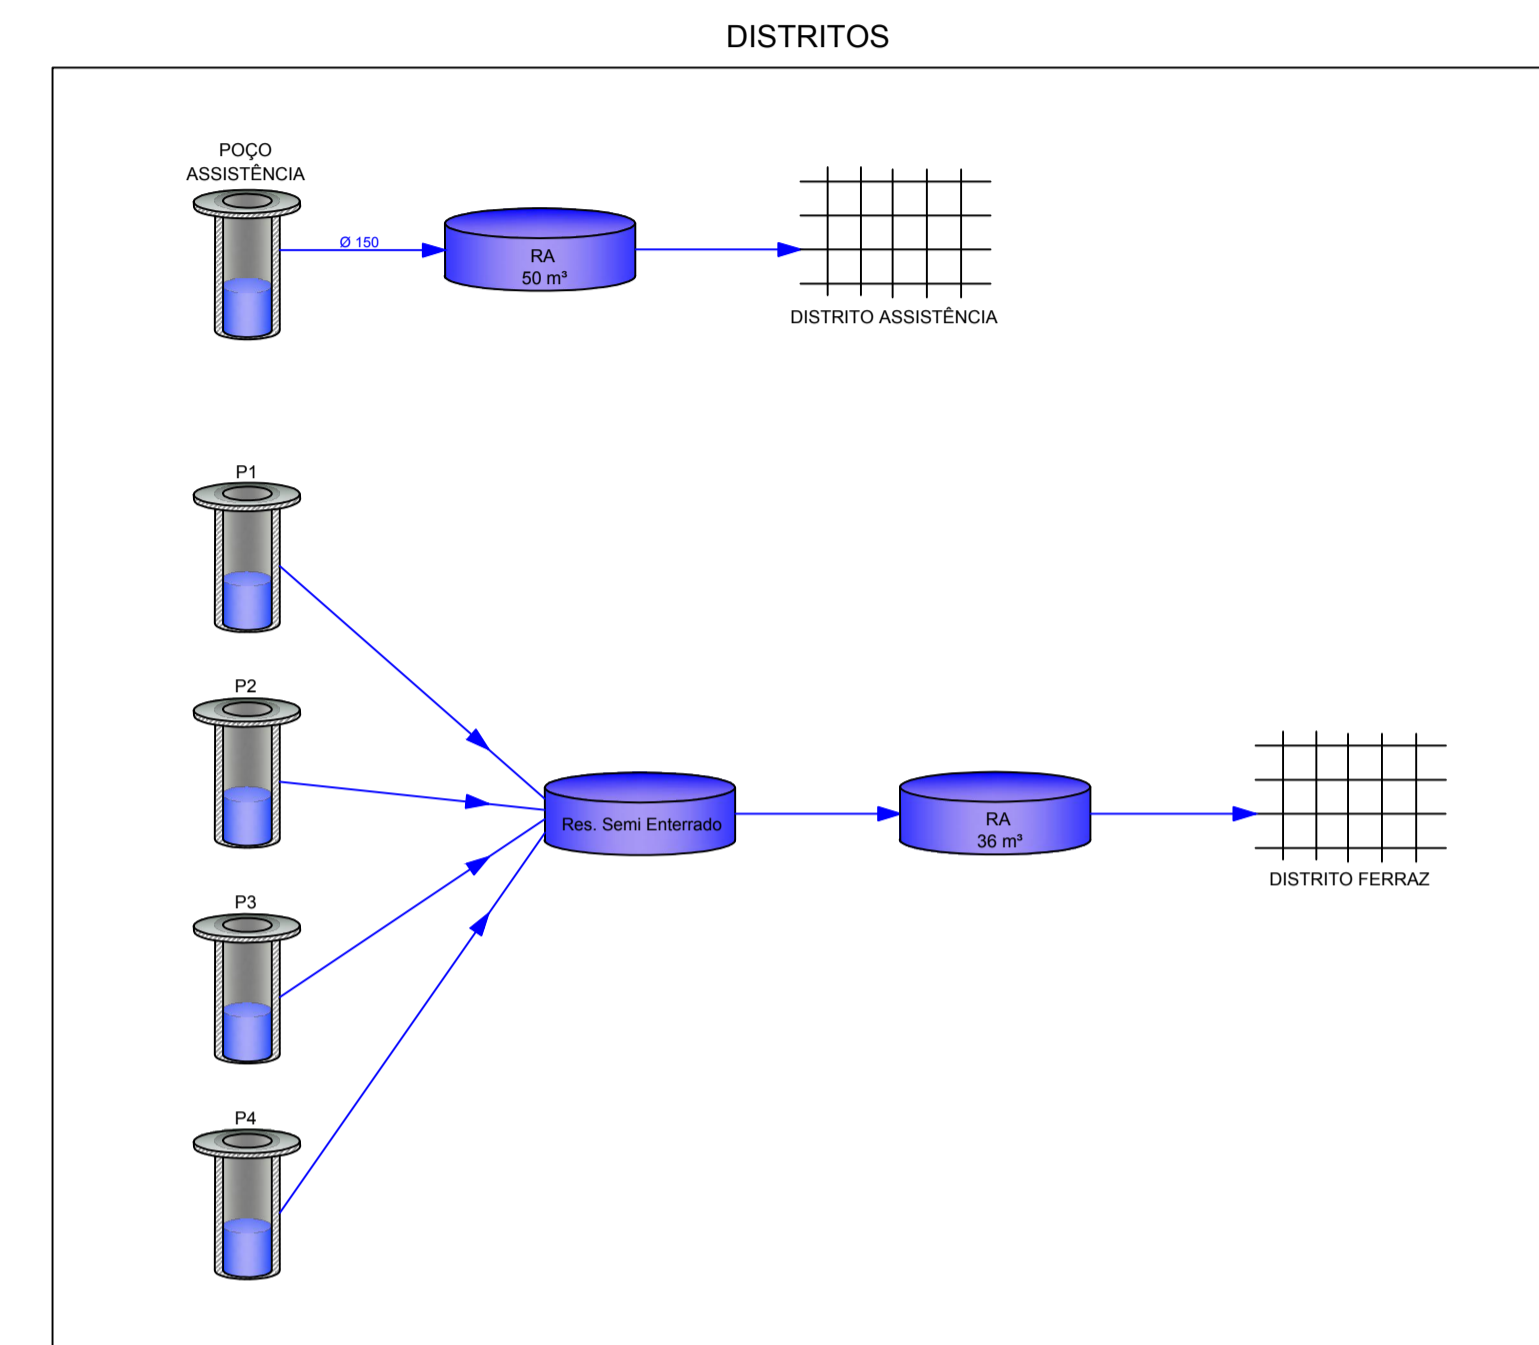 DISTRITOS
POÇO
ASSISTÊNCIA
Ø 150
RA
50 m³
DISTRITO ASSISTÊNCIA
P1
P2
P3
P4
Res. Semi Enterrado
RA
36 m³
DISTRITO FERRAZ